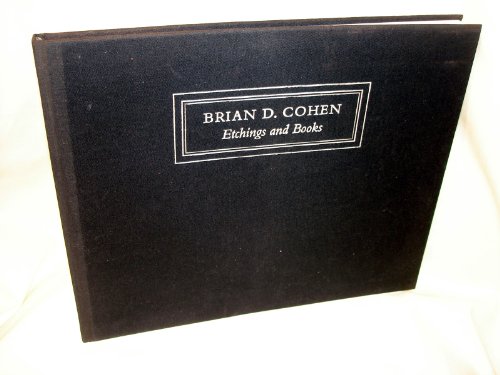 BRIAN D. COHEN
Etchings and Books